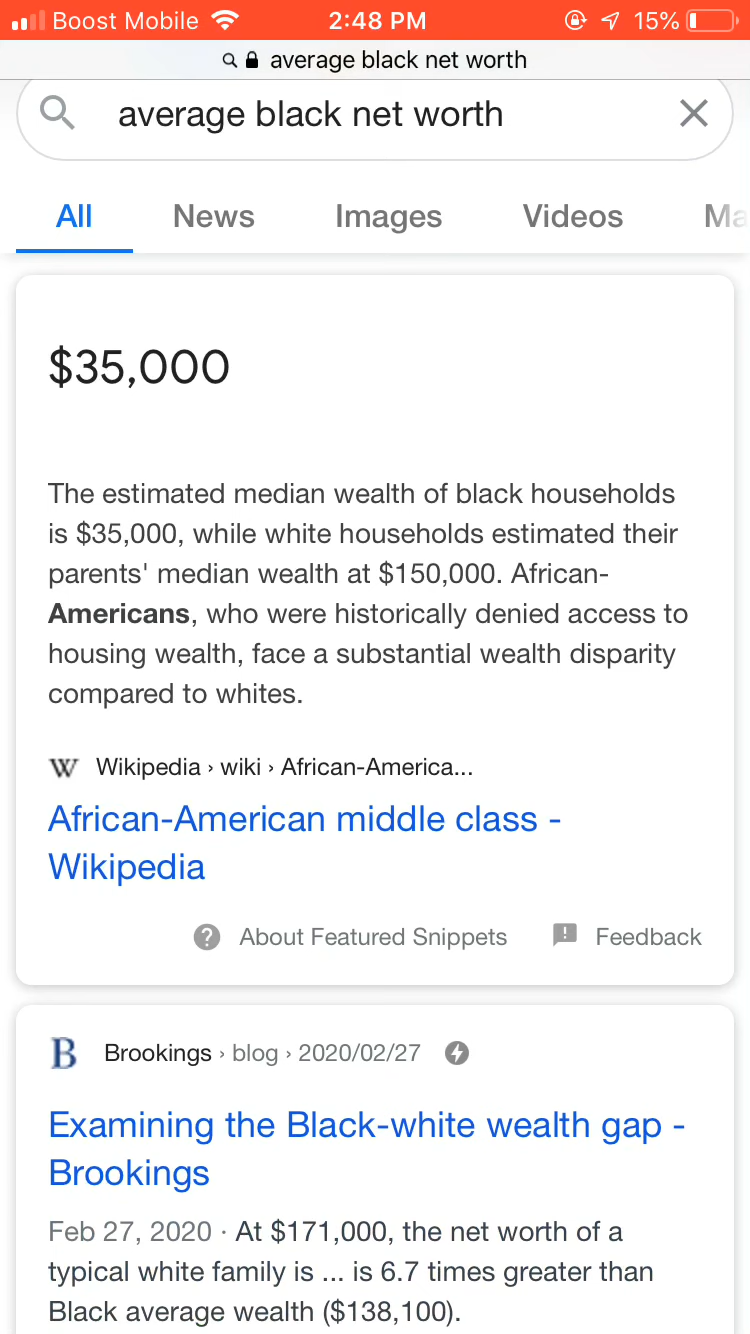 Boost Mobile 2:48 PM 15%
average black net worth
average black net worth
All News Images Videos Ma
$35,000
The estimated median wealth of black households
is $35,000, while white households estimated their
parents' median wealth at $150,000. African-
Americans, who were historically denied access to
housing wealth, face a substantial wealth disparity
compared to whites.
W Wikipedia › wiki › African-America...
African-American middle class -
Wikipedia
? About Featured Snippets ! Feedback
B Brookings › blog › 2020/02/27
Examining the Black-white wealth gap -
Brookings
Feb 27, 2020 · At $171,000, the net worth of a
typical white family is ... is 6.7 times greater than
Black average wealth ($138,100).